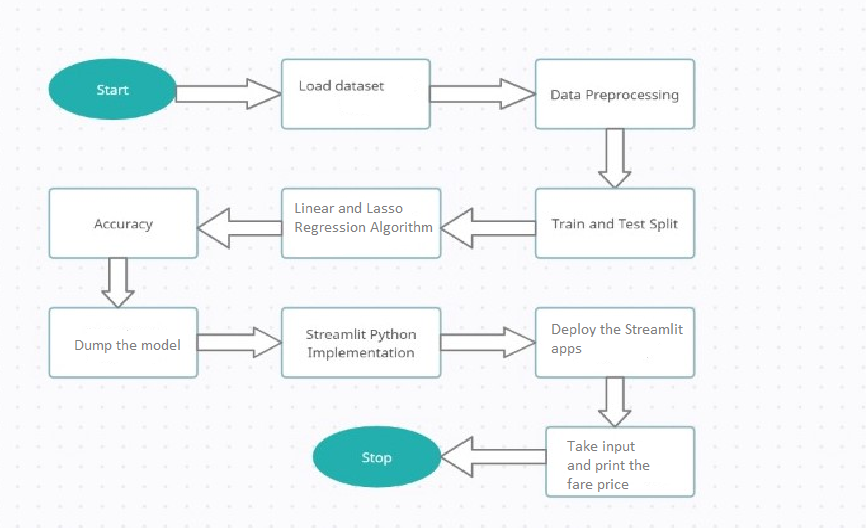 Start
Load dataset
Data Preprocessing
Train and Test Split
Linear and Lasso
Regression Algorithm
Accuracy
Dump the model
Streamlit Python
Implementation
Deploy the Streamlit
apps
Take input
and print the
fare price
Stop